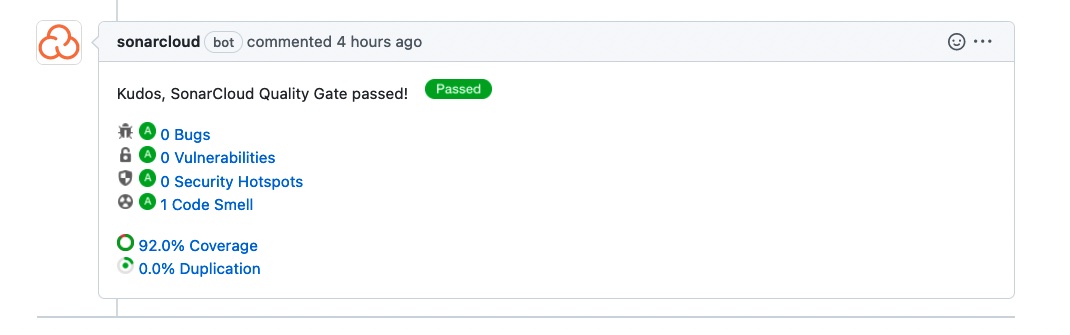 sonarcloud bot commented 4 hours ago
Kudos, SonarCloud Quality Gate passed! Passed
A 0 Bugs
A 0 Vulnerabilities
A 0 Security Hotspots
A 1 Code Smell
92.0% Coverage
0.0% Duplication